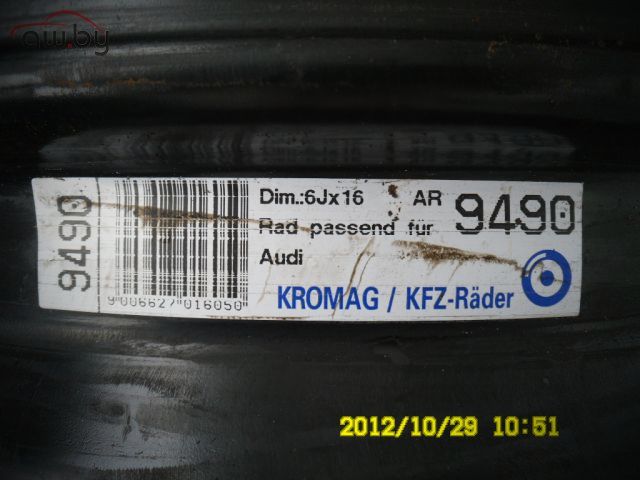 aw.by
9490
Dim.:6Jx16 AR 9490
Rad passend für
Audi
9 006627 016050
KROMAG / KFZ-Räder
2012/10/29 10:51